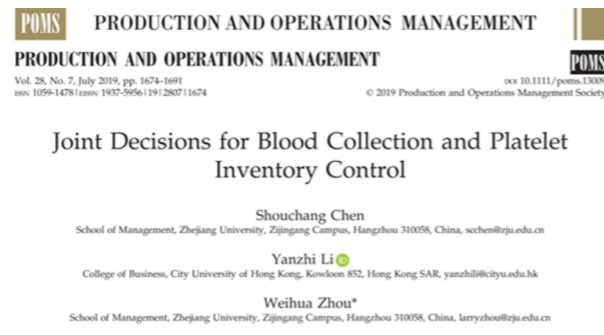 POMS PRODUCTION AND OPERATIONS MANAGEMENT
PRODUCTION AND OPERATIONS MANAGEMENT POMS
Vol. 28, No. 7, July 2019, pp. 1674–1691 DOI 10.1111/poms.13009
ISSN 1059-1478|EISSN 1937-5956|19|2807|1674 © 2019 Production and Operations Management Society
Joint Decisions for Blood Collection and Platelet
Inventory Control
Shouchang Chen
School of Management, Zhejiang University, Zijingang Campus, Hangzhou 310058, China, scchen@zju.edu.cn
Yanzhi Li iD
College of Business, City University of Hong Kong, Kowloon 852, Hong Kong SAR, yanzhili@cityu.edu.hk
Weihua Zhou*
School of Management, Zhejiang University, Zijingang Campus, Hangzhou 310058, China, larryzhou@zju.edu.cn